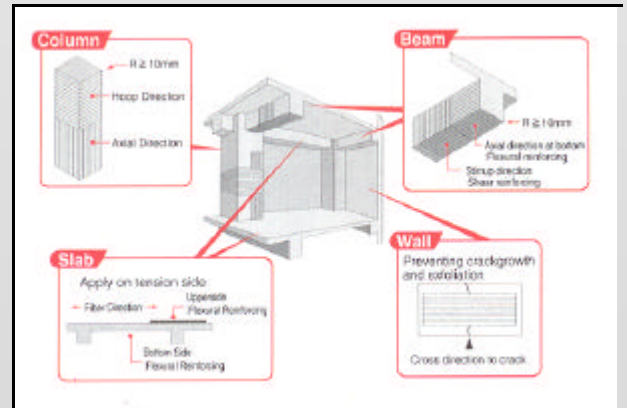 Column
R ≥ 10mm
Hoop Direction
Axial Direction
Beam
R ≥ 10mm
Axial direction at bottom
:Flexural reinforcing
Stirrup direction
:Shear reinforcing
Slab
Apply on tension side
Fiber Direction
Upperside
:Flexural Reinforcing
Bottom Side
:Flexural Reinforcing
Wall
Preventing crackgrowth
and exfoliation
Cross direction to crack